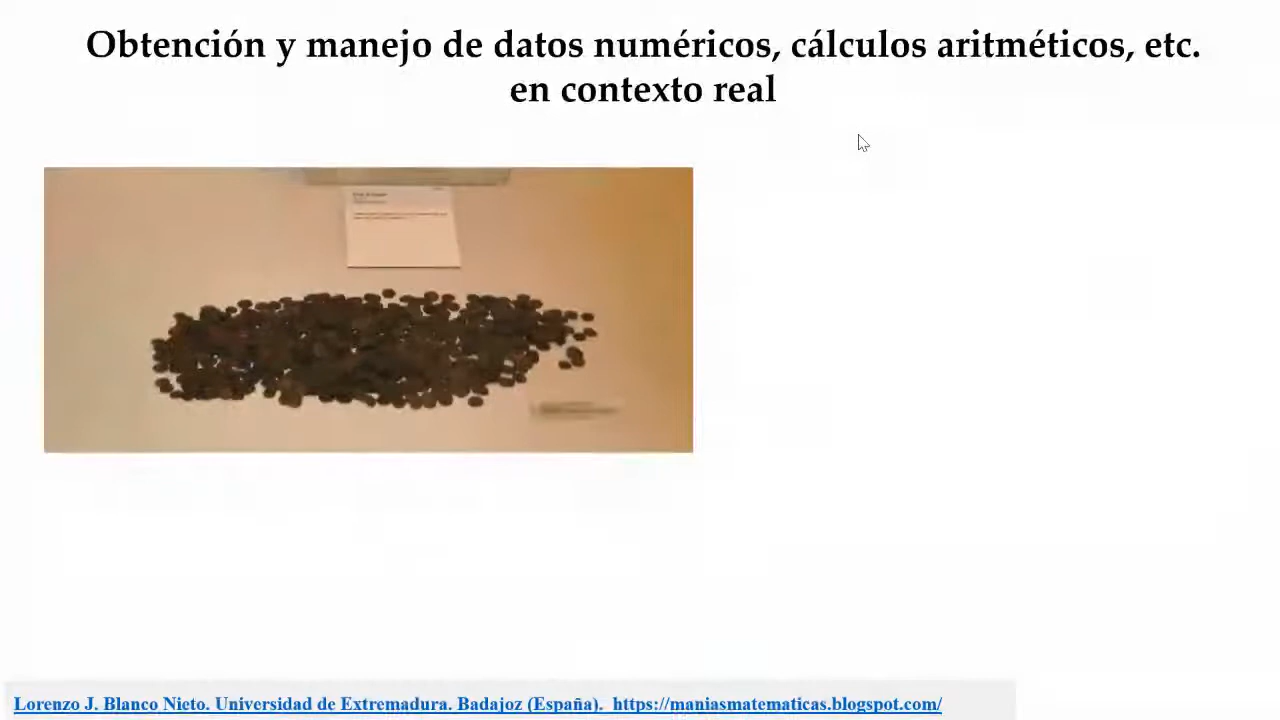 Obtención y manejo de datos numéricos, cálculos aritméticos, etc.
en contexto real
Lorenzo J. Blanco Nieto. Universidad de Extremadura. Badajoz (España). https://maniasmatematicas.blogspot.com/